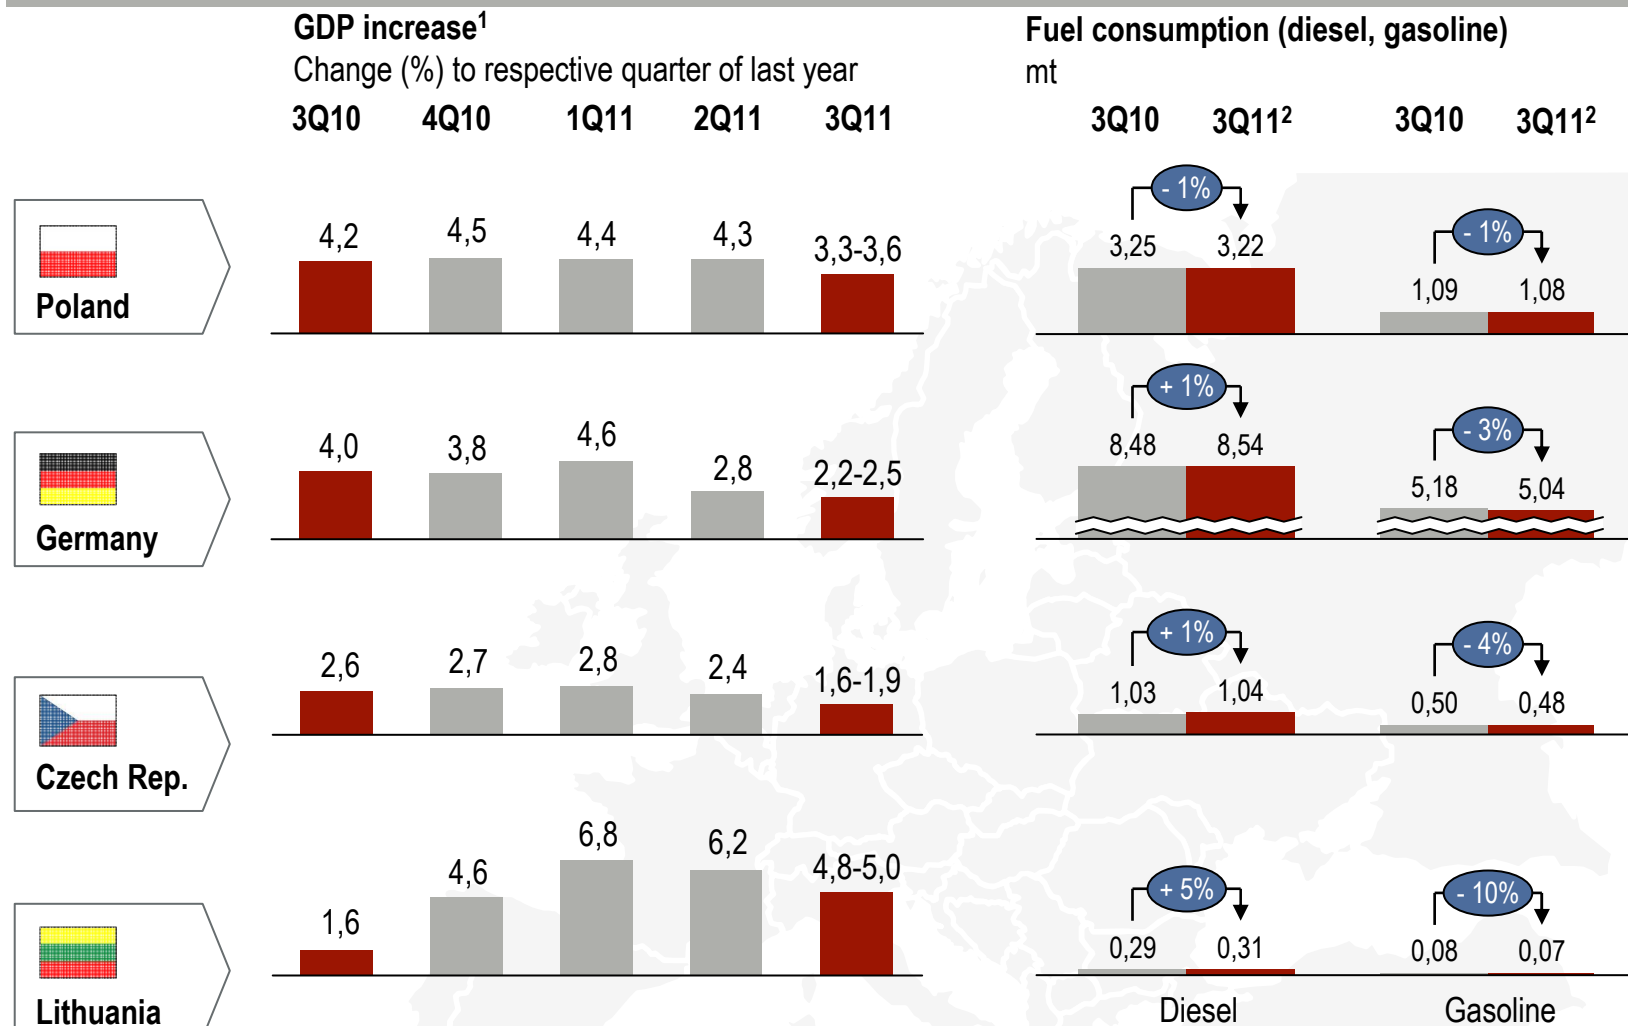 GDP increase¹
Change (%) to respective quarter of last year
3Q10 4Q10 1Q11 2Q11 3Q11
Fuel consumption (diesel, gasoline)
mt
3Q10 3Q11² 3Q10 3Q11²
Poland
4,2 4,5 4,4 4,3 3,3-3,6
- 1%
3,25 3,22
- 1%
1,09 1,08
Germany
4,0 3,8 4,6 2,8 2,2-2,5
+ 1%
8,48 8,54
- 3%
5,18 5,04
Czech Rep.
2,6 2,7 2,8 2,4 1,6-1,9
+ 1%
1,03 1,04
- 4%
0,50 0,48
Lithuania
1,6 4,6 6,8 6,2 4,8-5,0
+ 5%
0,29 0,31
- 10%
0,08 0,07
Diesel Gasoline